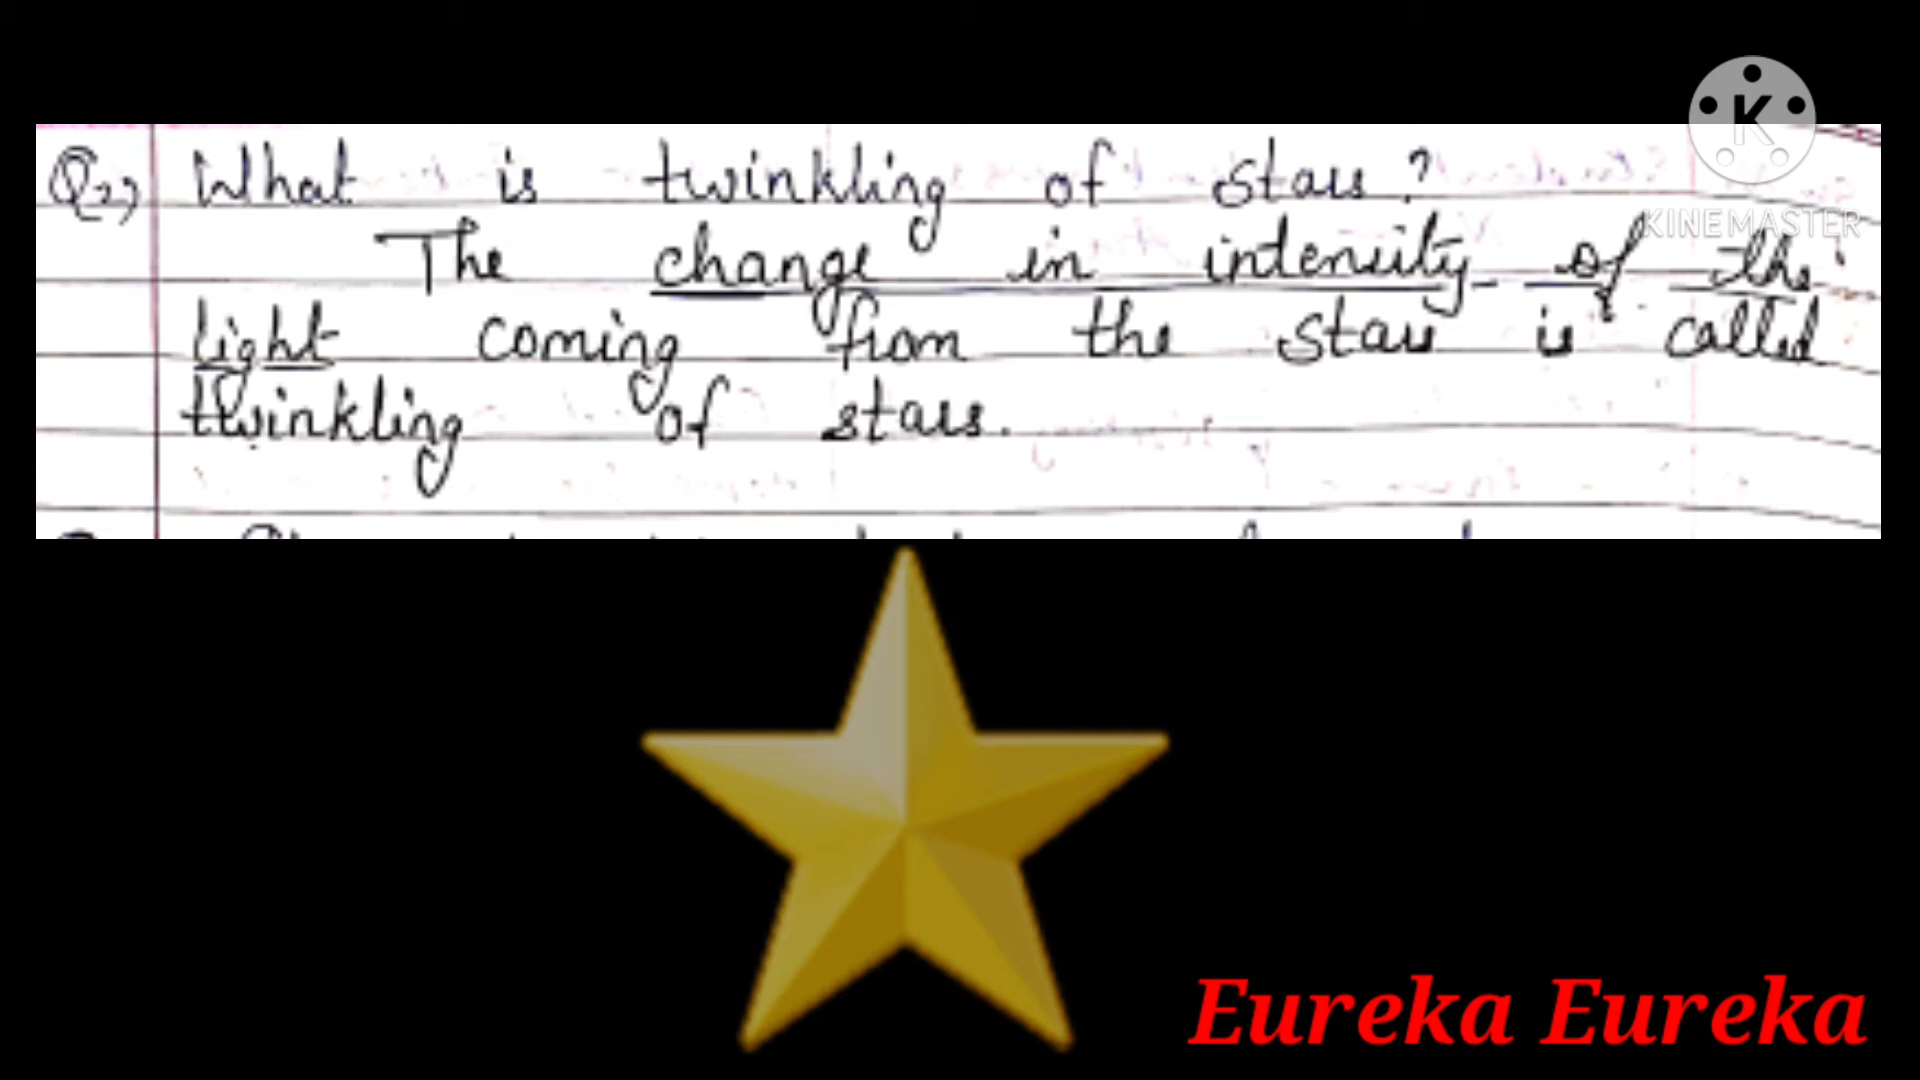 Q2) What is twinkling of stars?
The change in intensity of the
light coming from the stars is called
twinkling of stars.
KINEMASTER
Eureka Eureka